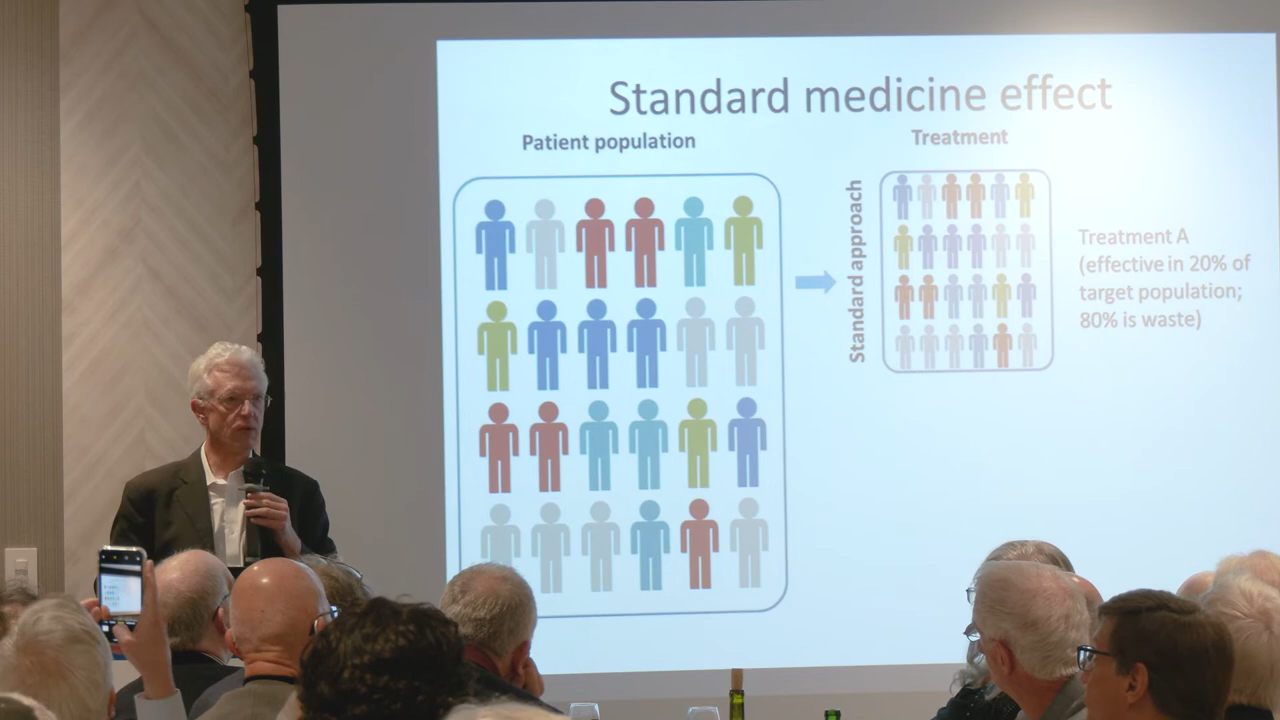 Standard medicine effect
Patient population
Treatment
Standard approach
Treatment A
(effective in 20% of
target population;
80% is waste)